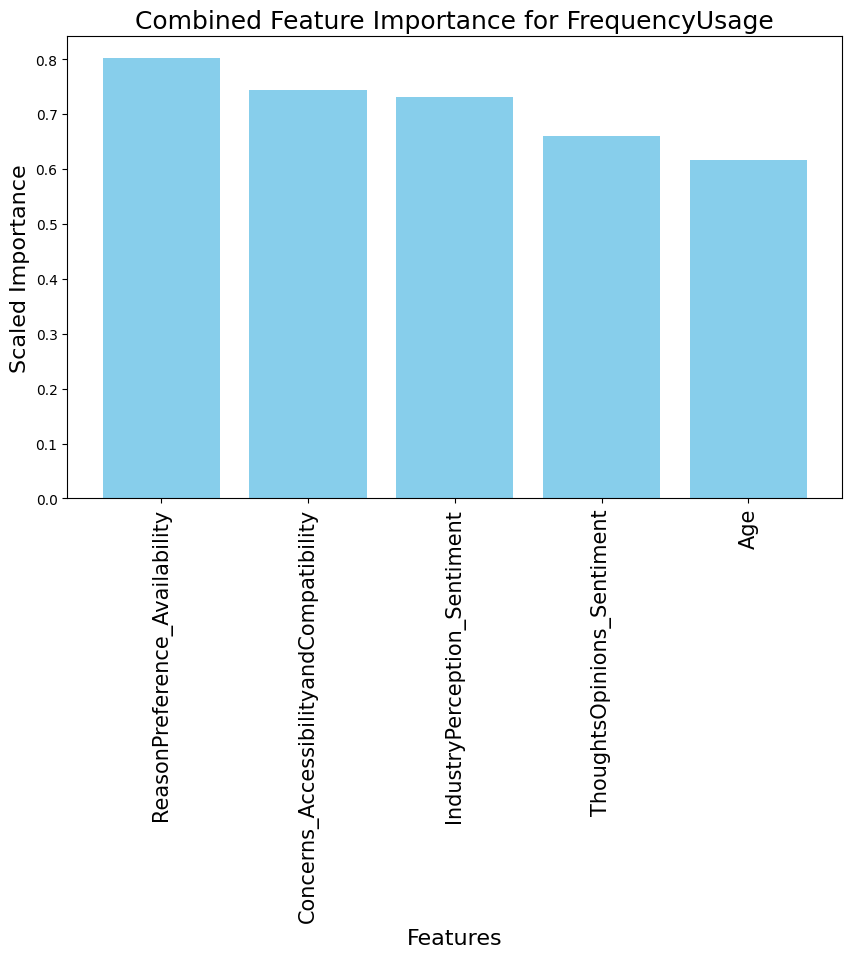 Combined Feature Importance for FrequencyUsage
Scaled Importance
0.8
0.7
0.6
0.5
0.4
0.3
0.2
0.1
0.0
ReasonPreference_Availability
Concerns_AccessibilityandCompatibility
IndustryPerception_Sentiment
ThoughtsOpinions_Sentiment
Age
Features